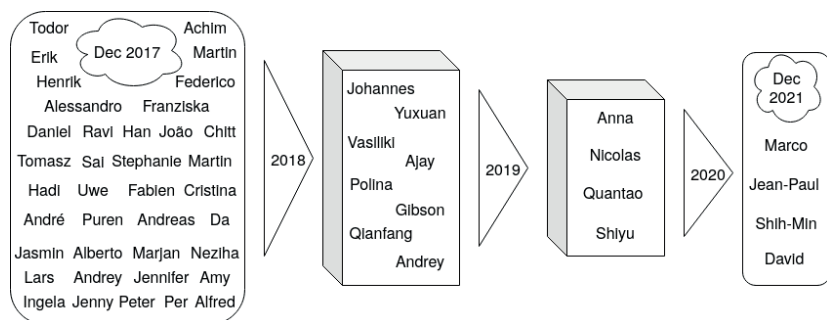 Todor Achim
Dec 2017
Erik Martin
Henrik Federico
Alessandro Franziska
Daniel Ravi Han João Chitt
Tomasz Sai Stephanie Martin
Hadi Uwe Fabien Cristina
André Puren Andreas Da
Jasmin Alberto Marjan Neziha
Lars Andrey Jennifer Amy
Ingela Jenny Peter Per Alfred
2018
Johannes
Yuxuan
Vasiliki
Ajay
Polina
Gibson
Qianfang
Andrey
2019
Anna
Nicolas
Quantao
Shiyu
2020
Dec
2021
Marco
Jean-Paul
Shih-Min
David